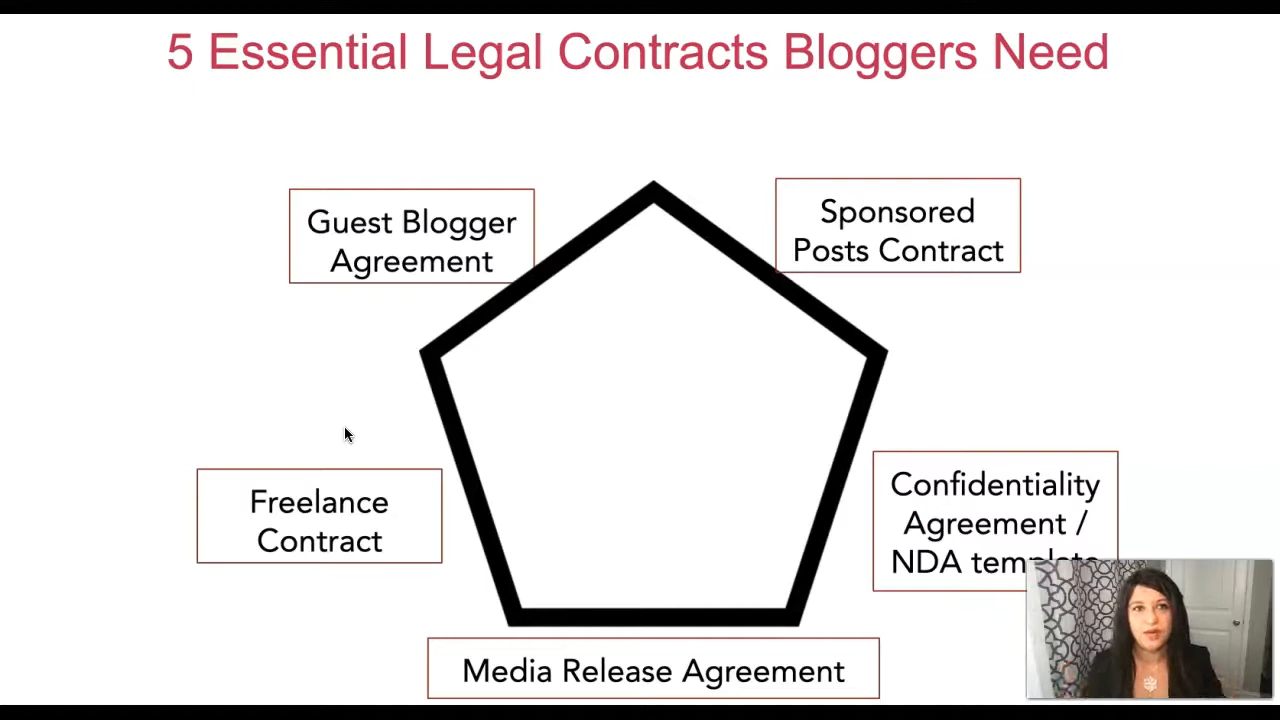 5 Essential Legal Contracts Bloggers Need
Guest Blogger
Agreement
Sponsored
Posts Contract
Freelance
Contract
Confidentiality
Agreement /
NDA template
Media Release Agreement